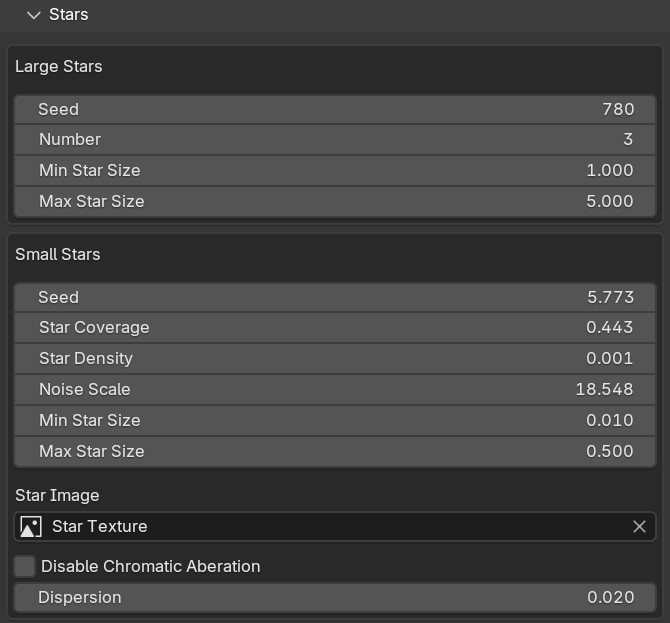 Stars
Large Stars
Seed 780
Number 3
Min Star Size 1.000
Max Star Size 5.000
Small Stars
Seed 5.773
Star Coverage 0.443
Star Density 0.001
Noise Scale 18.548
Min Star Size 0.010
Max Star Size 0.500
Star Image
Star Texture
Disable Chromatic Aberation
Dispersion 0.020